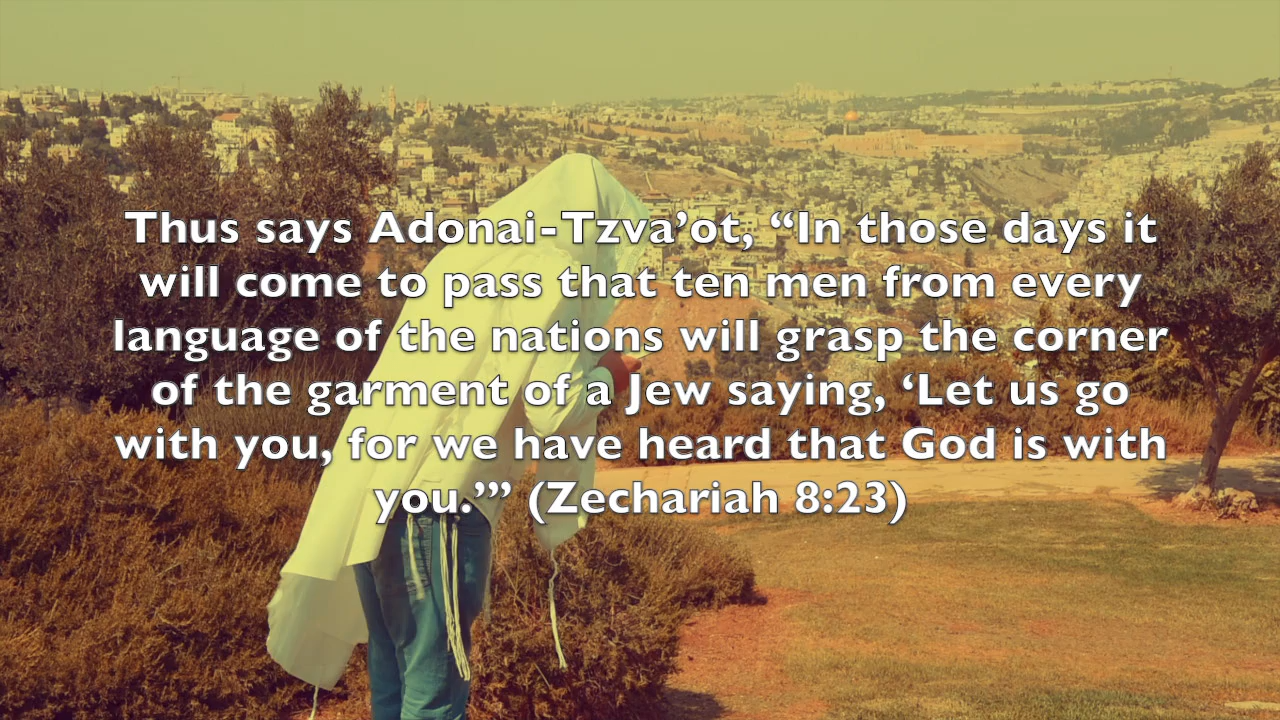 Thus says Adonai-Tzva’ot, “In those days it
will come to pass that ten men from every
language of the nations will grasp the corner
of the garment of a Jew saying, ‘Let us go
with you, for we have heard that God is with
you.’” (Zechariah 8:23)